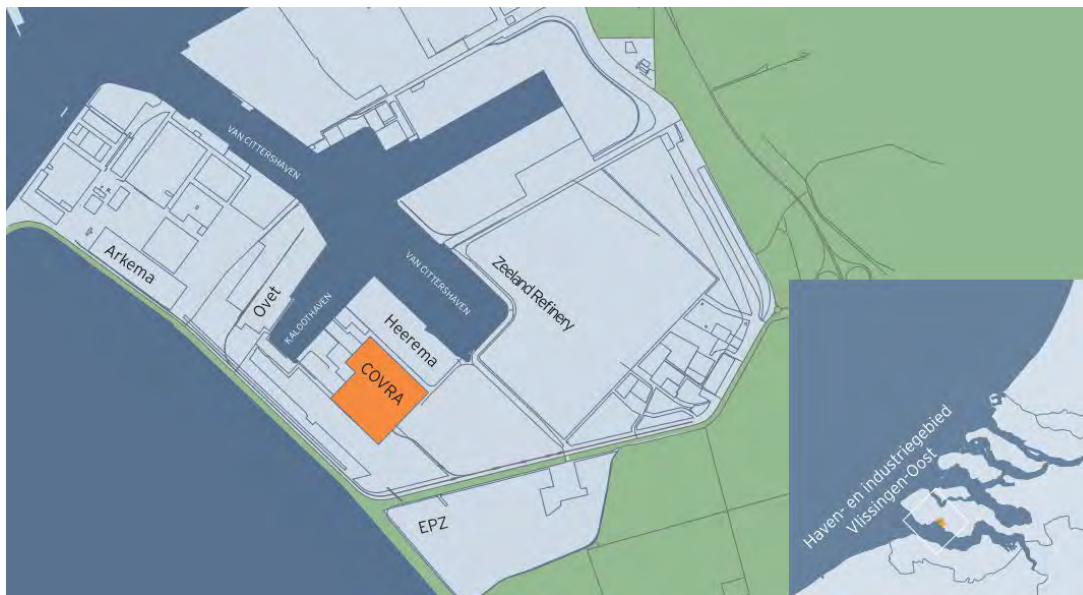 VAN CITTERSHAVEN
Arkema
Ovet
KALOOTHAVEN
VAN CITTERSHAVEN
Heerema
COVRA
Zeeland Refinery
EPZ
Haven- en industriegebied
Vlissingen-Oost